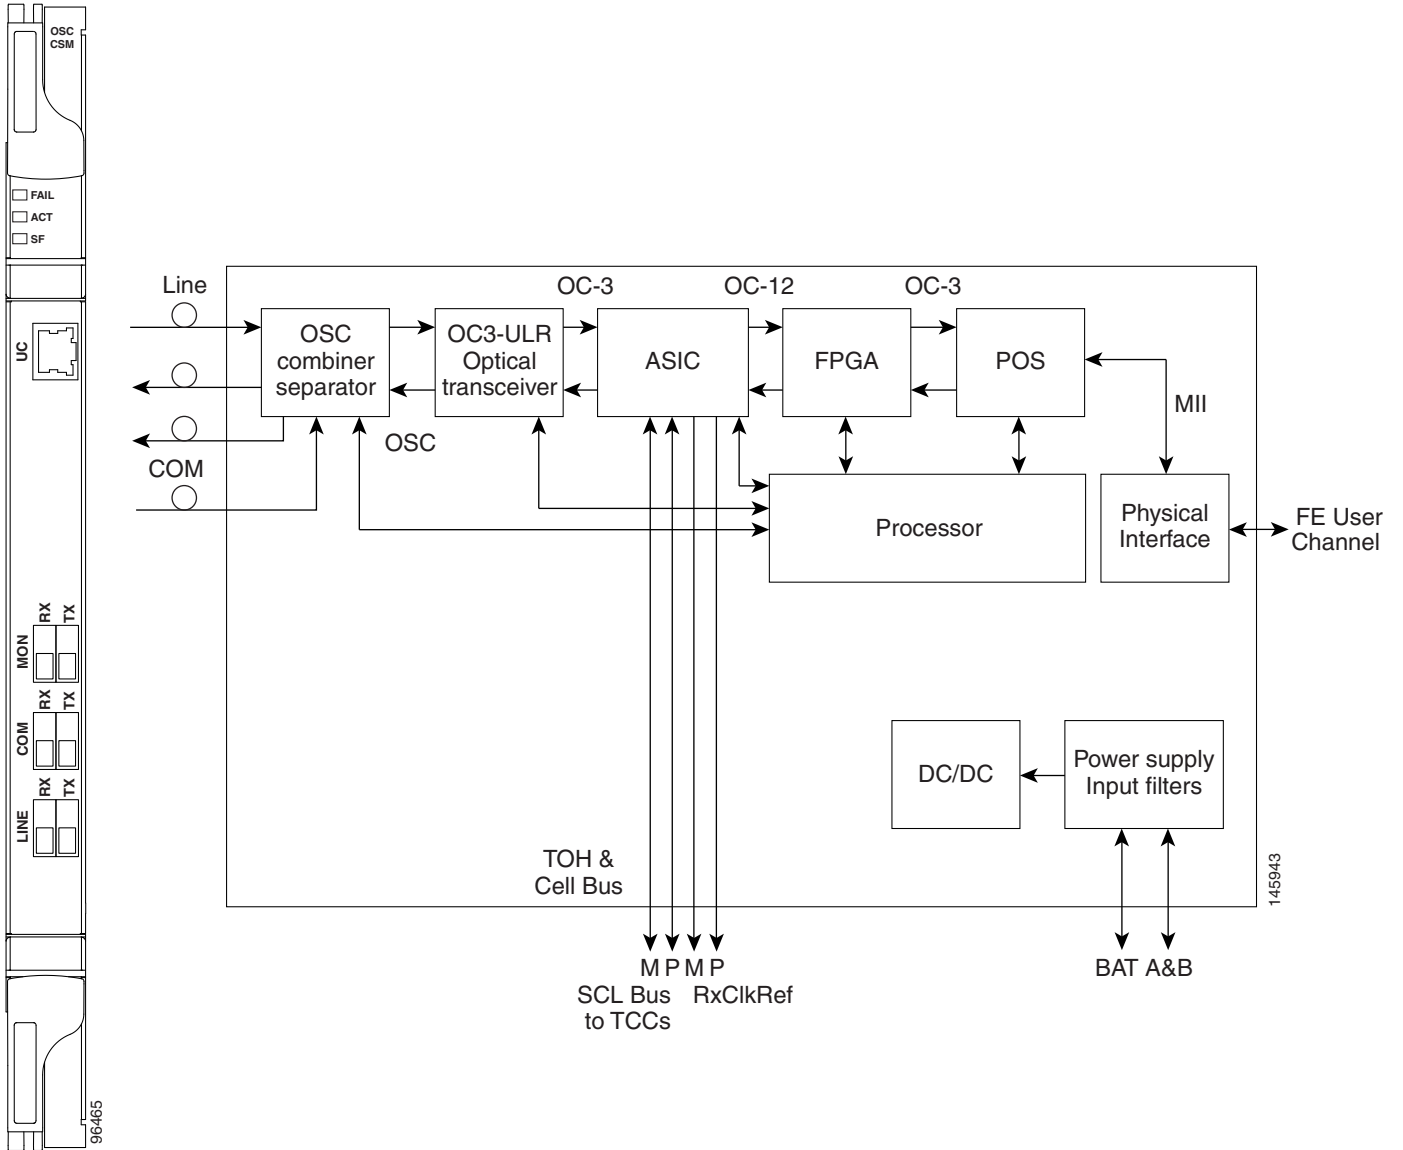 OSC
CSM
FAIL
ACT
SF
UC
RX TX
MON
RX TX
COM
RX TX
LINE
96465
Line
COM
OSC
combiner
separator
OC3-ULR
Optical
transceiver
OC-3
ASIC
OC-12
FPGA
OC-3
POS
MII
OSC
Processor
Physical
Interface
FE User
Channel
DC/DC
Power supply
Input filters
TOH &
Cell Bus
145943
M P M P
SCL Bus
to TCCs
RxClkRef
BAT A&B